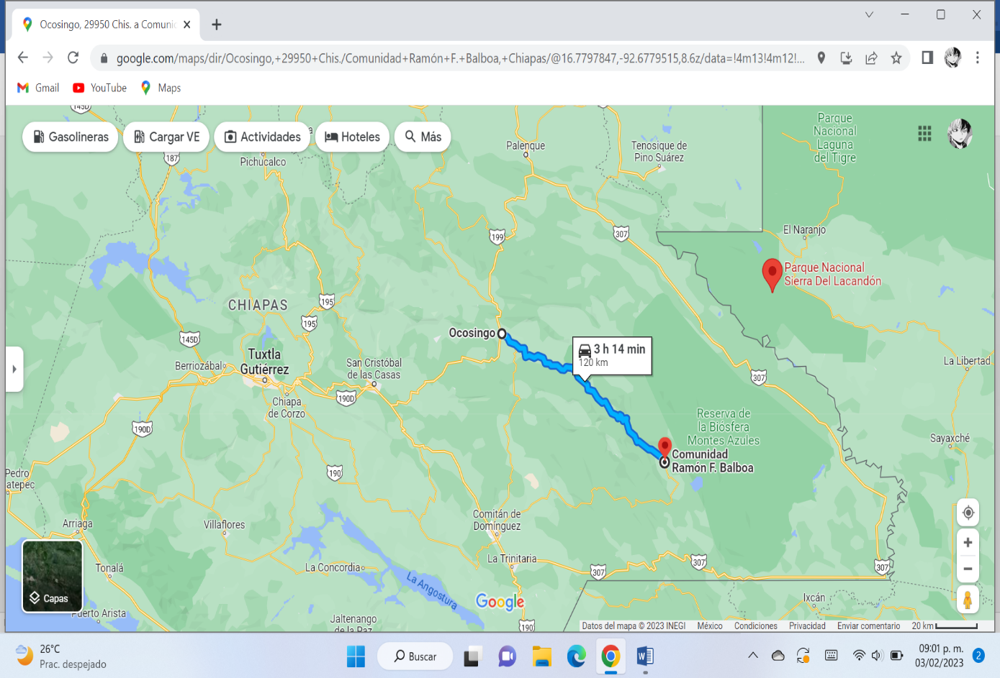 Ocosingo, 29950 Chis. a Comunic
google.com/maps/dir/Ocosingo,+29950+Chis./Comunidad+Ramón+F.+Balboa,+Chiapas/@16.7797847,-92.6779515,8.6z/data=!4m13!4m12!...
Gmail
YouTube
Maps
145D
Gasolineras
Cargar VE
Actividades
Hoteles
Más
187
Pichucalco
Palenque
Tenosique de
Pino Suárez
Parque
Nacional
Laguna
del Tigre
199
307
El Naranjo
Parque Nacional
Sierra Del Lacandón
CHIAPAS
195
195
145D
Ocosingo
3 h 14 min
120 km
Tuxtla
Gutiérrez
Berriozábal
San Cristóbal
de las Casas
La Libertad
307
190D
Chiapa
de Corzo
190D
Reserva de
la Biósfera
Montes Azules
Sayaxché
Comunidad
Ramón F. Balboa
190
Pedro
atepec
Comitán de
Domínguez
Arriaga
Villaflores
La Trinitaria
307
307
307
Tonalá
La Concordia
La Angostura
Capas
Puerto Arista
Google
Ixcán
Jaltenango
de la Paz
190
Datos del mapa © 2023 INEGI
México
Condiciones
Privacidad
Enviar comentario
20 km
26°C
Prac. despejado
Buscar
W
09:01 p. m.
03/02/2023
2